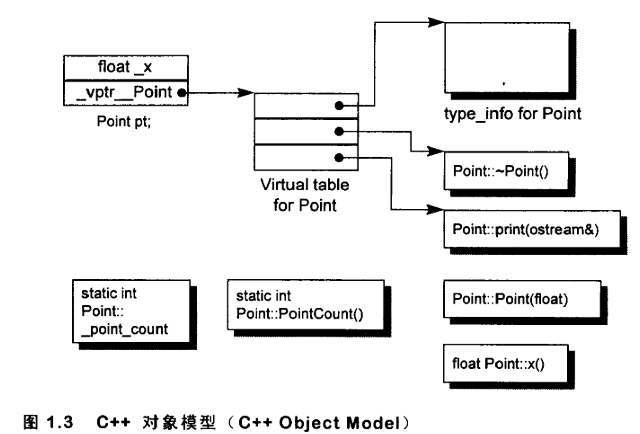 float _x
_vptr__Point
Point pt;
type_info for Point
Virtual table
for Point
Point::~Point()
Point::print(ostream&)
static int
Point::
_point_count
static int
Point::PointCount()
Point::Point(float)
float Point::x()
图 1.3 C++ 对象模型（C++ Object Model）